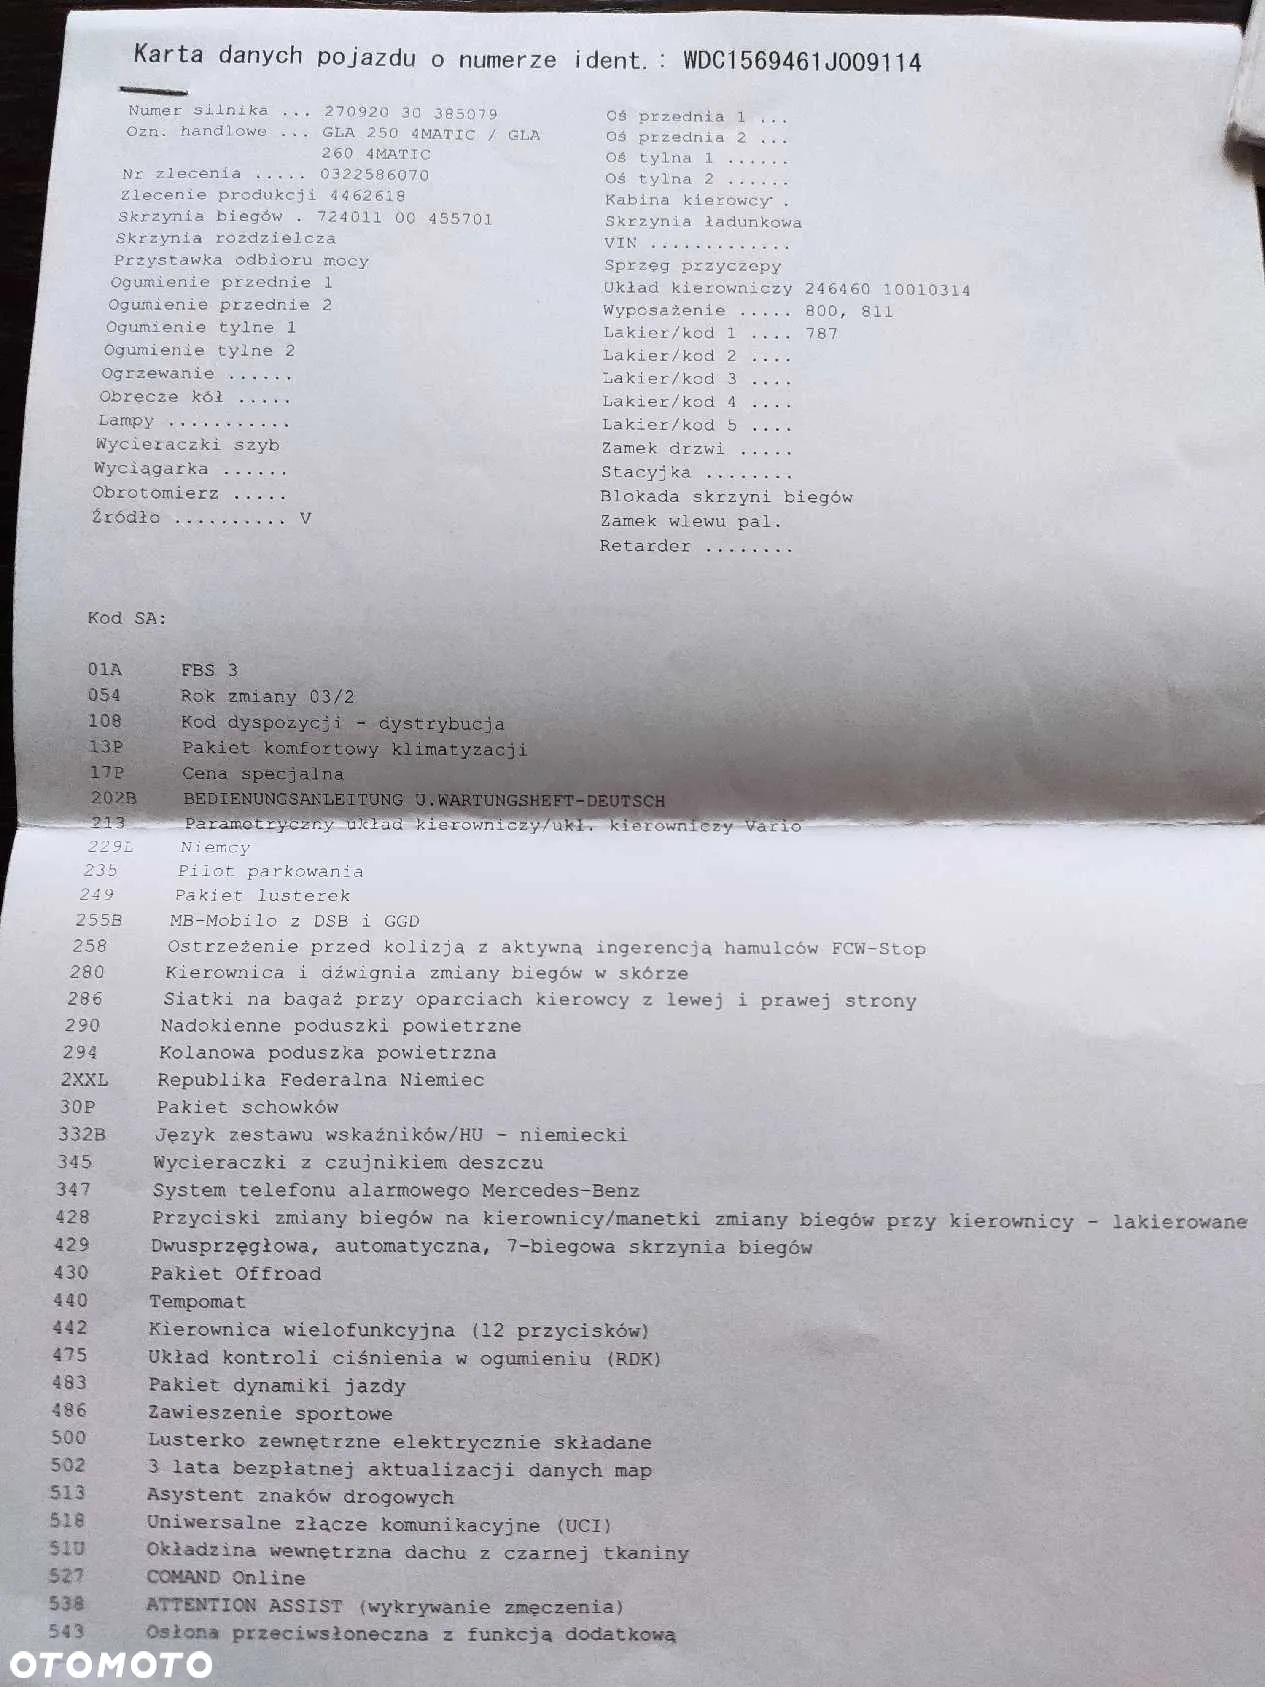 Karta danych pojazdu o numerze ident.: WDC1569461J009114
Numer silnika ... 270920 30 385079
Ozn. handlowe ... GLA 250 4MATIC / GLA
260 4MATIC
Nr zlecenia ..... 0322586070
Zlecenie produkcji 4462618
Skrzynia biegów . 724011 00 455701
Skrzynia rozdzielcza
Przystawka odbioru mocy
Ogumienie przednie 1
Ogumienie przednie 2
Ogumienie tylne 1
Ogumienie tylne 2
Ogrzewanie ......
Obręcze kół .....
Lampy ...........
Wycieraczki szyb
Wyciągarka ......
Obrotomierz .....
Źródło .......... V
Oś przednia 1 ...
Oś przednia 2 ...
Oś tylna 1 ......
Oś tylna 2 ......
Kabina kierowcy .
Skrzynia ładunkowa
VIN .............
Sprzęg przyczepy
Układ kierowniczy 246460 10010314
Wyposażenie ..... 800, 811
Lakier/kod 1 .... 787
Lakier/kod 2 ....
Lakier/kod 3 ....
Lakier/kod 4 ....
Lakier/kod 5 ....
Zamek drzwi .....
Stacyjka ........
Blokada skrzyni biegów
Zamek wlewu pal.
Retarder ........
Kod SA:
01A FBS 3
054 Rok zmiany 03/2
108 Kod dyspozycji - dystrybucja
13P Pakiet komfortowy klimatyzacji
17P Cena specjalna
202B BEDIENUNGSANLEITUNG U.WARTUNGSHEFT-DEUTSCH
213 Parametryczny układ kierowniczy/ukł. kierowniczy Vario
229L Niemcy
235 Pilot parkowania
249 Pakiet lusterek
255B MB-Mobilo z DSB i GGD
258 Ostrzeżenie przed kolizją z aktywną ingerencją hamulców FCW-Stop
280 Kierownica i dźwignia zmiany biegów w skórze
286 Siatki na bagaż przy oparciach kierowcy z lewej i prawej strony
290 Nadokienne poduszki powietrzne
294 Kolanowa poduszka powietrzna
2XXL Republika Federalna Niemiec
30P Pakiet schowków
332B Język zestawu wskaźników/HU - niemiecki
345 Wycieraczki z czujnikiem deszczu
347 System telefonu alarmowego Mercedes-Benz
428 Przyciski zmiany biegów na kierownicy/manetki zmiany biegów przy kierownicy - lakierowane
429 Dwusprzęgłowa, automatyczna, 7-biegowa skrzynia biegów
430 Pakiet Offroad
440 Tempomat
442 Kierownica wielofunkcyjna (12 przycisków)
475 Układ kontroli ciśnienia w ogumieniu (RDK)
483 Pakiet dynamiki jazdy
486 Zawieszenie sportowe
500 Lusterko zewnętrzne elektrycznie składane
502 3 lata bezpłatnej aktualizacji danych map
513 Asystent znaków drogowych
518 Uniwersalne złącze komunikacyjne (UCI)
51U Okładzina wewnętrzna dachu z czarnej tkaniny
527 COMAND Online
538 ATTENTION ASSIST (wykrywanie zmęczenia)
543 Osłona przeciwsłoneczna z funkcją dodatkową
OTOMOTO